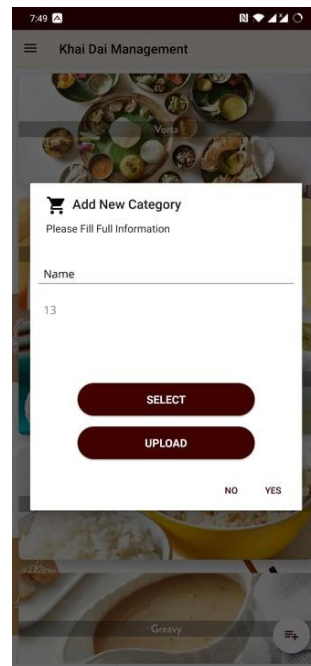 7:49
Khai Dai Management
Vorta
Add New Category
Please Fill Full Information
Name
13
SELECT
UPLOAD
NO YES
Greavy